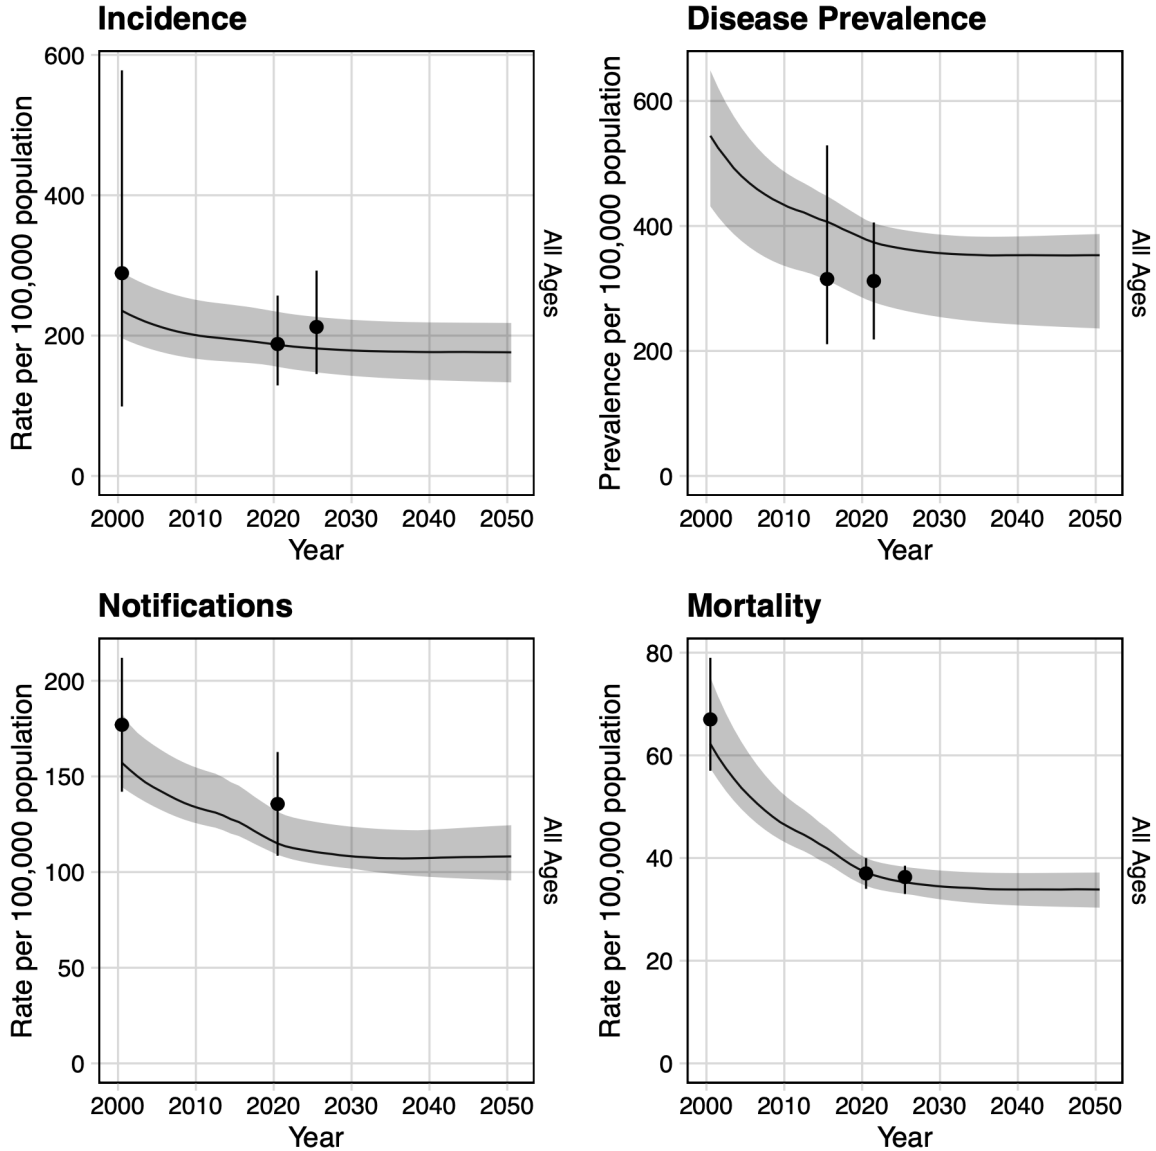 Incidence
Rate per 100,000 population
600
400
200
0
2000 2010 2020 2030 2040 2050
Year
All Ages
Disease Prevalence
Prevalence per 100,000 population
600
400
200
0
2000 2010 2020 2030 2040 2050
Year
All Ages
Notifications
Rate per 100,000 population
200
150
100
50
0
2000 2010 2020 2030 2040 2050
Year
All Ages
Mortality
Rate per 100,000 population
80
60
40
20
0
2000 2010 2020 2030 2040 2050
Year
All Ages